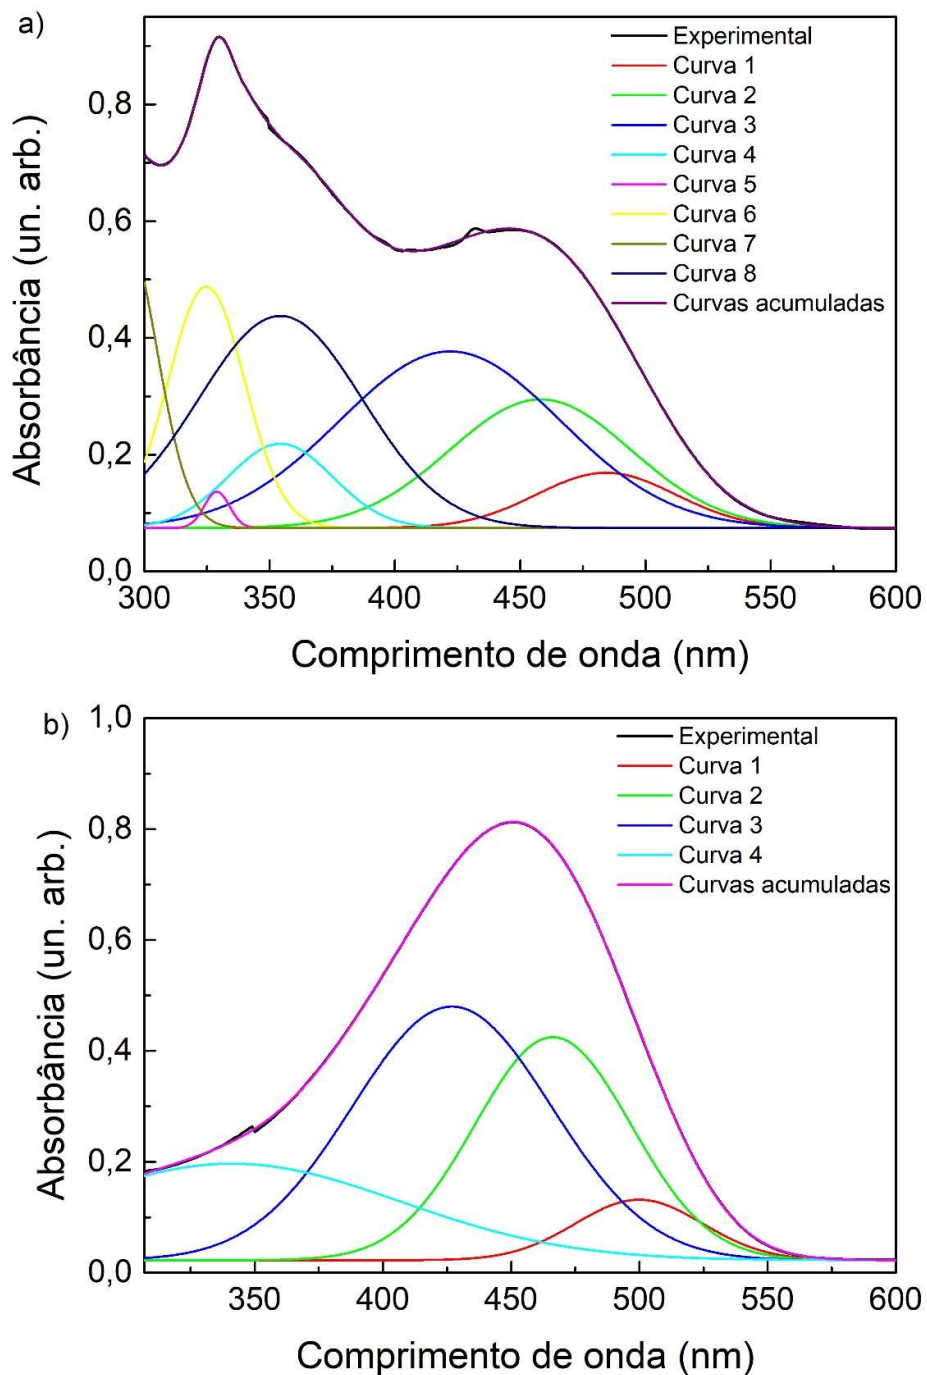 a)
Experimental
Curva 1
Curva 2
Curva 3
Curva 4
Curva 5
Curva 6
Curva 7
Curva 8
Curvas acumuladas
Absorbância (un. arb.)
0,8
0,6
0,4
0,2
0,0
300 350 400 450 500 550 600
Comprimento de onda (nm)
b)
Experimental
Curva 1
Curva 2
Curva 3
Curva 4
Curvas acumuladas
Absorbância (un. arb.)
1,0
0,8
0,6
0,4
0,2
0,0
350 400 450 500 550 600
Comprimento de onda (nm)